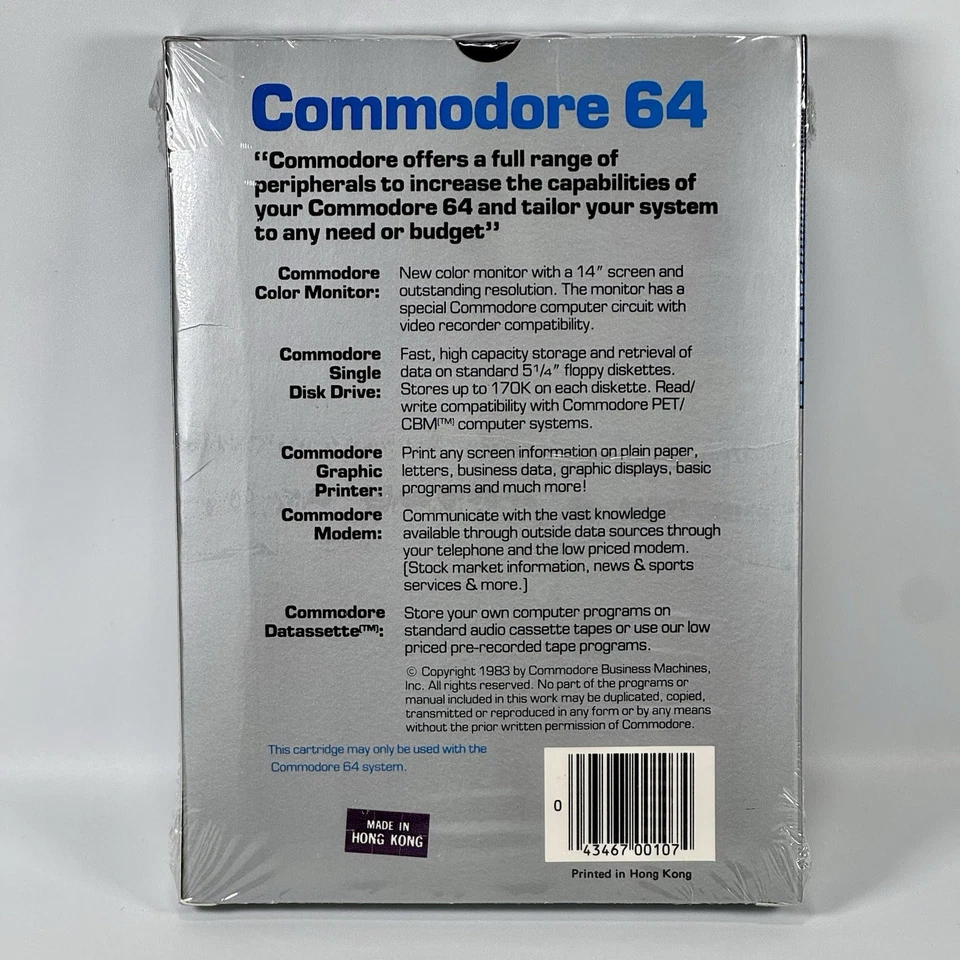 Commodore 64
“Commodore offers a full range of
peripherals to increase the capabilities of
your Commodore 64 and tailor your system
to any need or budget”
Commodore
Color Monitor:
New color monitor with a 14″ screen and
outstanding resolution. The monitor has a
special Commodore computer circuit with
video recorder compatibility.
Commodore
Single
Disk Drive:
Fast, high capacity storage and retrieval of
data on standard 5¼″ floppy diskettes.
Stores up to 170K on each diskette. Read/
write compatibility with Commodore PET/
CBM[TM] computer systems.
Commodore
Graphic
Printer:
Print any screen information on plain paper,
letters, business data, graphic displays, basic
programs and much more!
Commodore
Modem:
Communicate with the vast knowledge
available through outside data sources through
your telephone and the low priced modem.
[Stock market information, news & sports
services & more.]
Commodore
Datassette[TM]:
Store your own computer programs on
standard audio cassette tapes or use our low
priced pre-recorded tape programs.
© Copyright 1983 by Commodore Business Machines,
Inc. All rights reserved. No part of the programs or
manual included in this work may be duplicated, copied,
transmitted or reproduced in any form or by any means
without the prior written permission of Commodore.
This cartridge may only be used with the
Commodore 64 system.
MADE IN
HONG KONG
0
43467 00107
Printed in Hong Kong